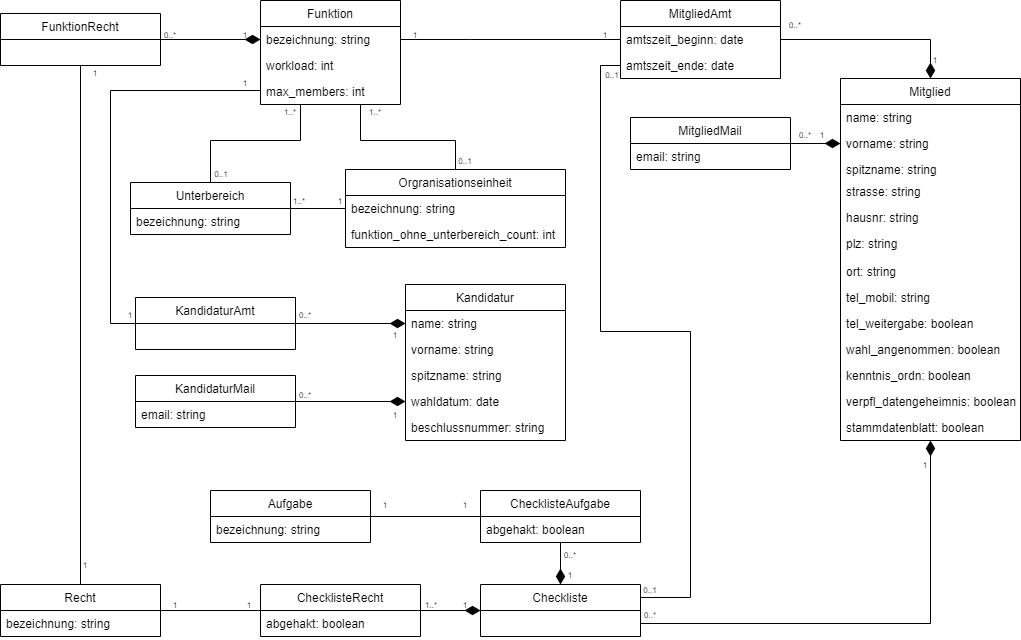 FunktionRecht
0..*
1
1
Funktion
bezeichnung: string
workload: int
max_members: int
1
1
1
1..*
1..*
MitgliedAmt
amtszeit_beginn: date
amtszeit_ende: date
0..*
0..1
1
Mitglied
name: string
vorname: string
spitzname: string
strasse: string
hausnr: string
plz: string
ort: string
tel_mobil: string
tel_weitergabe: boolean
wahl_angenommen: boolean
kenntnis_ordn: boolean
verpfl_datengeheimnis: boolean
stammdatenblatt: boolean
1
MitgliedMail
email: string
0..*
1
0..1
Unterbereich
bezeichnung: string
1..*
1
0..1
Orgranisationseinheit
bezeichnung: string
funktion_ohne_unterbereich_count: int
1
KandidaturAmt
0..*
1
KandidaturMail
email: string
0..*
1
Kandidatur
name: string
vorname: string
spitzname: string
wahldatum: date
beschlussnummer: string
Aufgabe
bezeichnung: string
1
1
ChecklisteAufgabe
abgehakt: boolean
0..*
1
1
Recht
bezeichnung: string
1
1
ChecklisteRecht
abgehakt: boolean
1..*
1
Checkliste
0..1
0..*